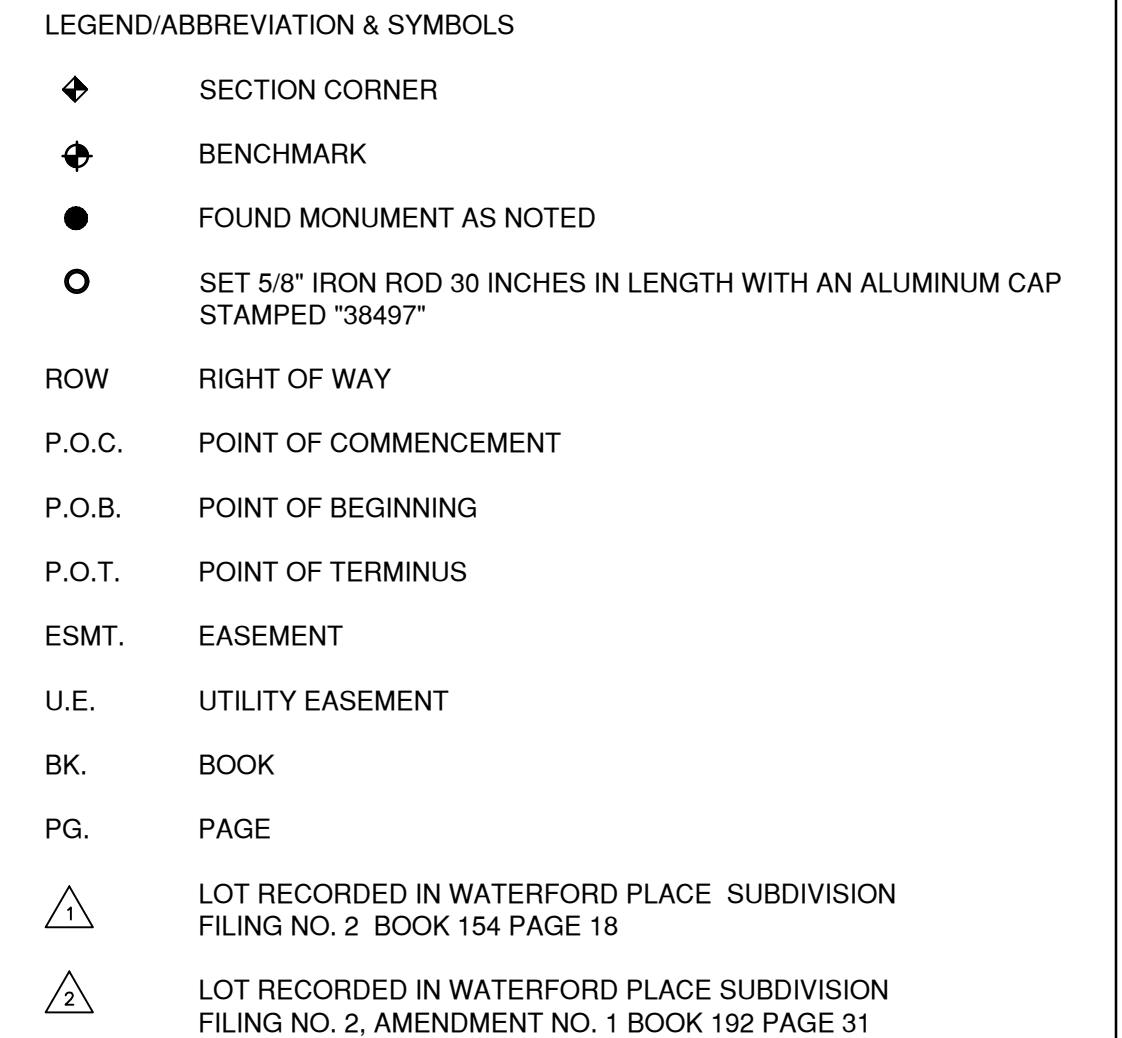 LEGEND/ABBREVIATION & SYMBOLS
SECTION CORNER
BENCHMARK
FOUND MONUMENT AS NOTED
SET 5/8" IRON ROD 30 INCHES IN LENGTH WITH AN ALUMINUM CAP
STAMPED "38497"
ROW RIGHT OF WAY
P.O.C. POINT OF COMMENCEMENT
P.O.B. POINT OF BEGINNING
P.O.T. POINT OF TERMINUS
ESMT. EASEMENT
U.E. UTILITY EASEMENT
BK. BOOK
PG. PAGE
1 LOT RECORDED IN WATERFORD PLACE SUBDIVISION
FILING NO. 2 BOOK 154 PAGE 18
2 LOT RECORDED IN WATERFORD PLACE SUBDIVISION
FILING NO. 2, AMENDMENT NO. 1 BOOK 192 PAGE 31